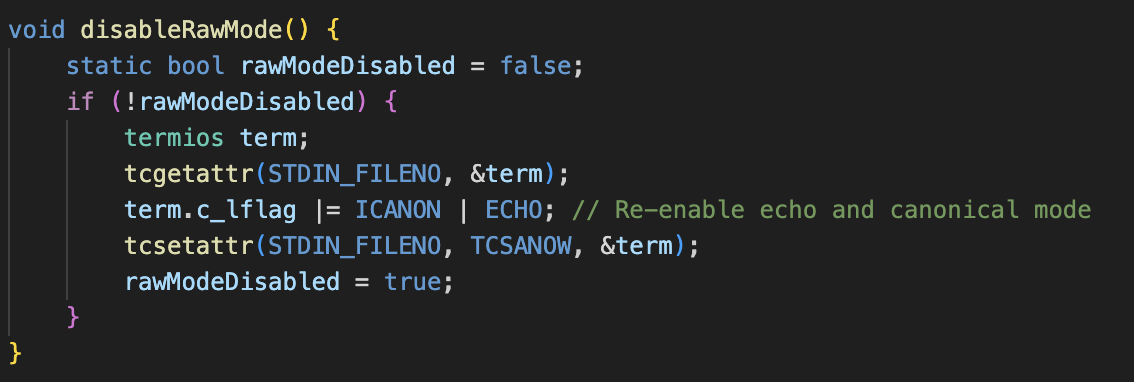 void disableRawMode() {
    static bool rawModeDisabled = false;
    if (!rawModeDisabled) {
        termios term;
        tcgetattr(STDIN_FILENO, &term);
        term.c_lflag |= ICANON | ECHO; // Re-enable echo and canonical mode
        tcsetattr(STDIN_FILENO, TCSANOW, &term);
        rawModeDisabled = true;
    }
}